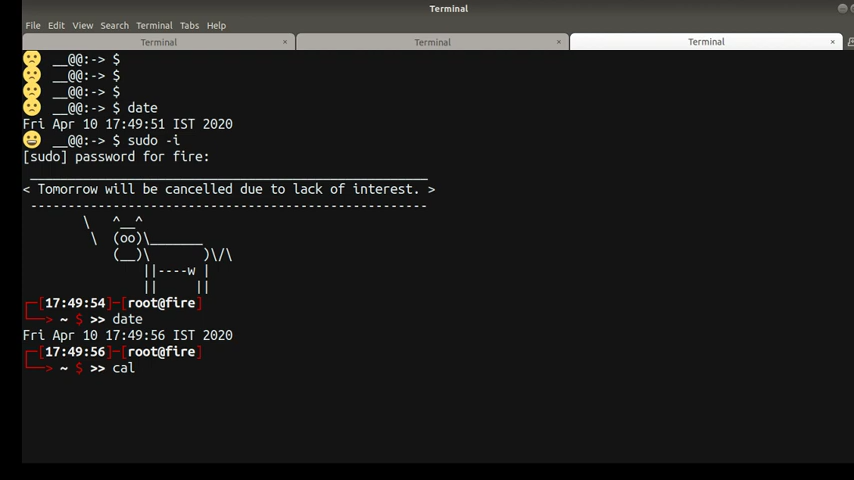 Terminal
File Edit View Search Terminal Tabs Help
Terminal × Terminal × Terminal ×
__@@:-> $
__@@:-> $
__@@:-> $
__@@:-> $ date
Fri Apr 10 17:49:51 IST 2020
__@@:-> $ sudo -i
[sudo] password for fire:
 _____________________________________________________
< Tomorrow will be cancelled due to lack of interest. >
 -----------------------------------------------------
        \   ^__^
         \  (oo)\_______
            (__)\       )\/\
                ||----w |
                ||     ||
┌─[17:49:54]─[root@fire]
└──> ~ $ >> date
Fri Apr 10 17:49:56 IST 2020
┌─[17:49:56]─[root@fire]
└──> ~ $ >> cal